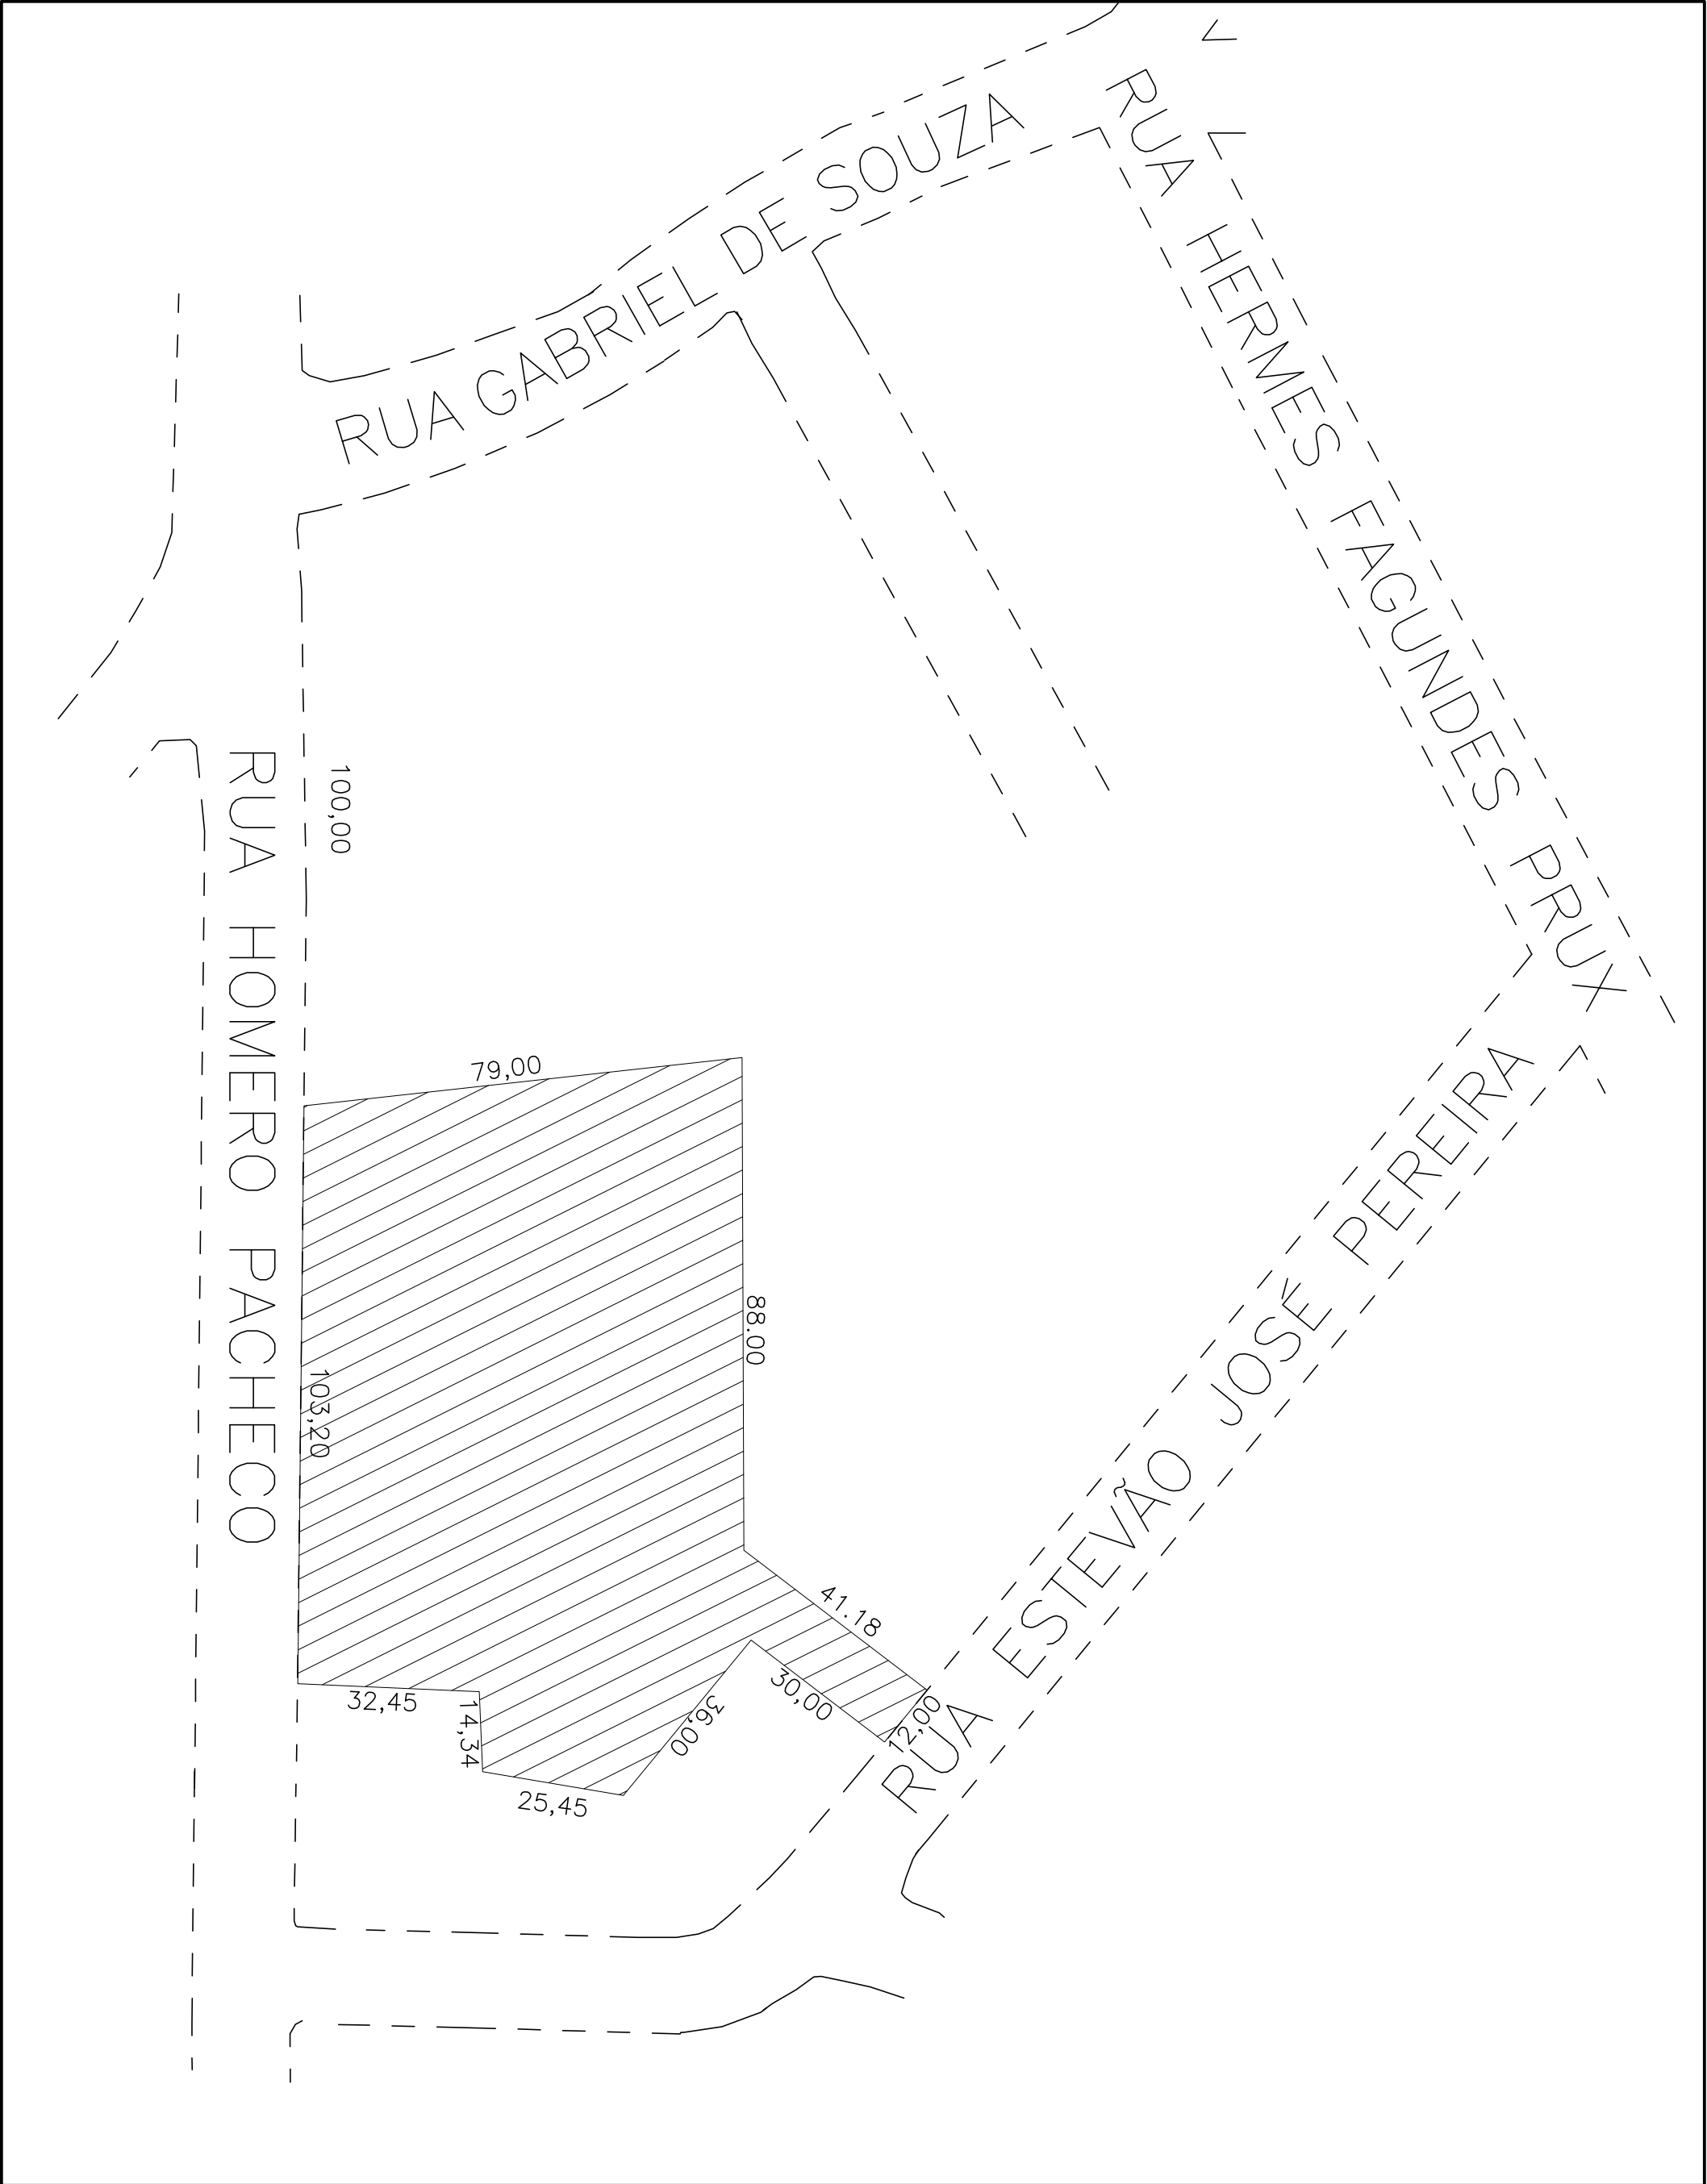 RUA GABRIEL DE SOUZA
RUA HERMES FAGUNDES PRUX
RUA HOMERO PACHECO
100,00
79,00
88.00
103,20
41.18
32,45
14,34
25,45
36,00
30,00
12,00
RUA ESTEVÃO JOSÉ PEREIRA